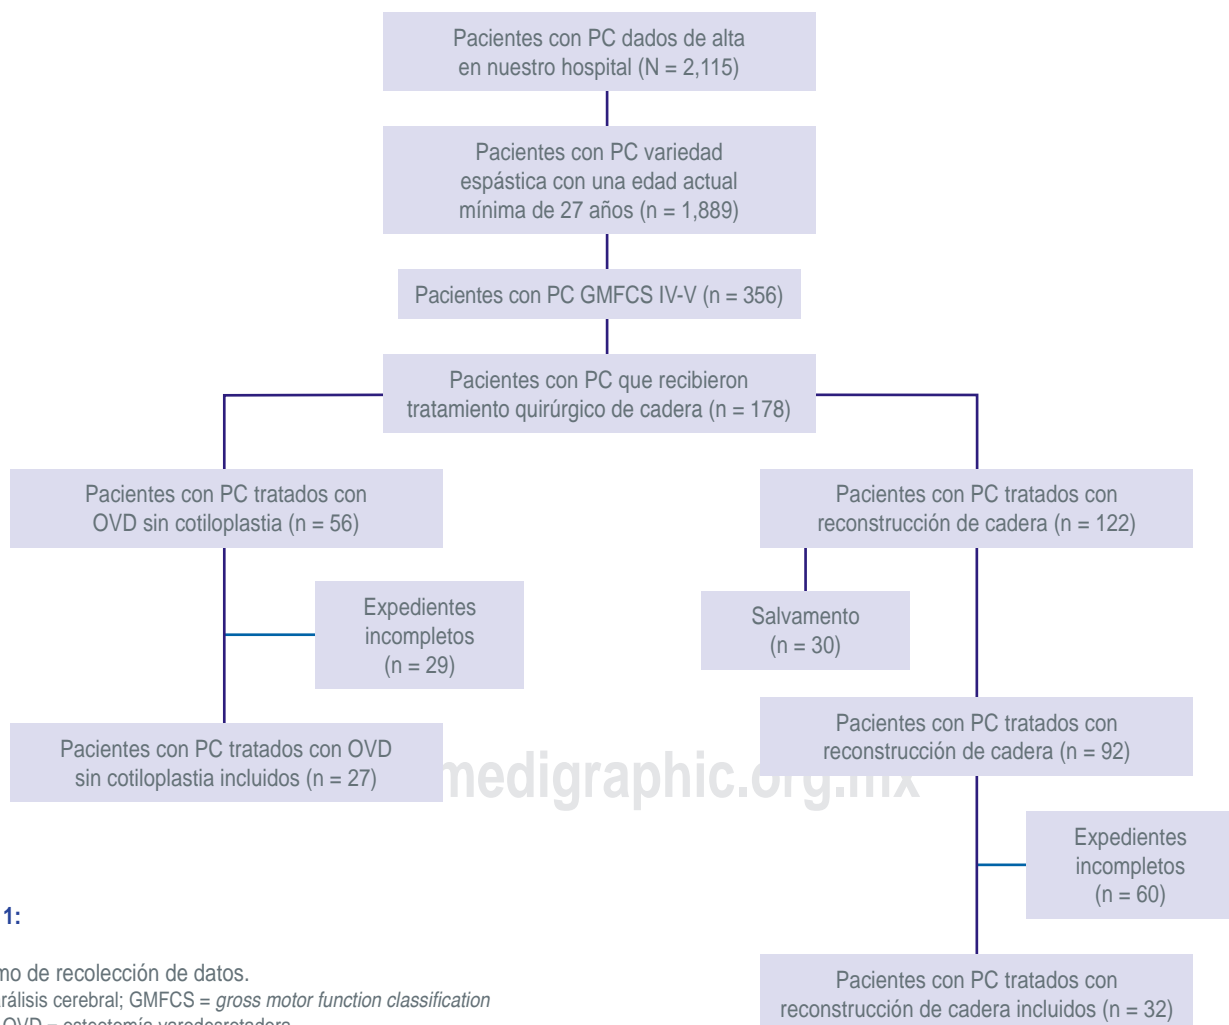 Pacientes con PC dados de alta
en nuestro hospital (N = 2,115)
Pacientes con PC variedad
espástica con una edad actual
mínima de 27 años (n = 1,889)
Pacientes con PC GMFCS IV-V (n = 356)
Pacientes con PC que recibieron
tratamiento quirúrgico de cadera (n = 178)
Pacientes con PC tratados con
OVD sin cotiloplastia (n = 56)
Expedientes
incompletos
(n = 29)
Pacientes con PC tratados con OVD
sin cotiloplastia incluidos (n = 27)
Pacientes con PC tratados con
reconstrucción de cadera (n = 122)
Salvamento
(n = 30)
Pacientes con PC tratados con
reconstrucción de cadera (n = 92)
Expedientes
incompletos
(n = 60)
Pacientes con PC tratados con
reconstrucción de cadera incluidos (n = 32)
medigraphic.org.mx
1:
mo de recolección de datos.
rálisis cerebral; GMFCS = gross motor function classification
OVD = osteotomía varodesrotadora